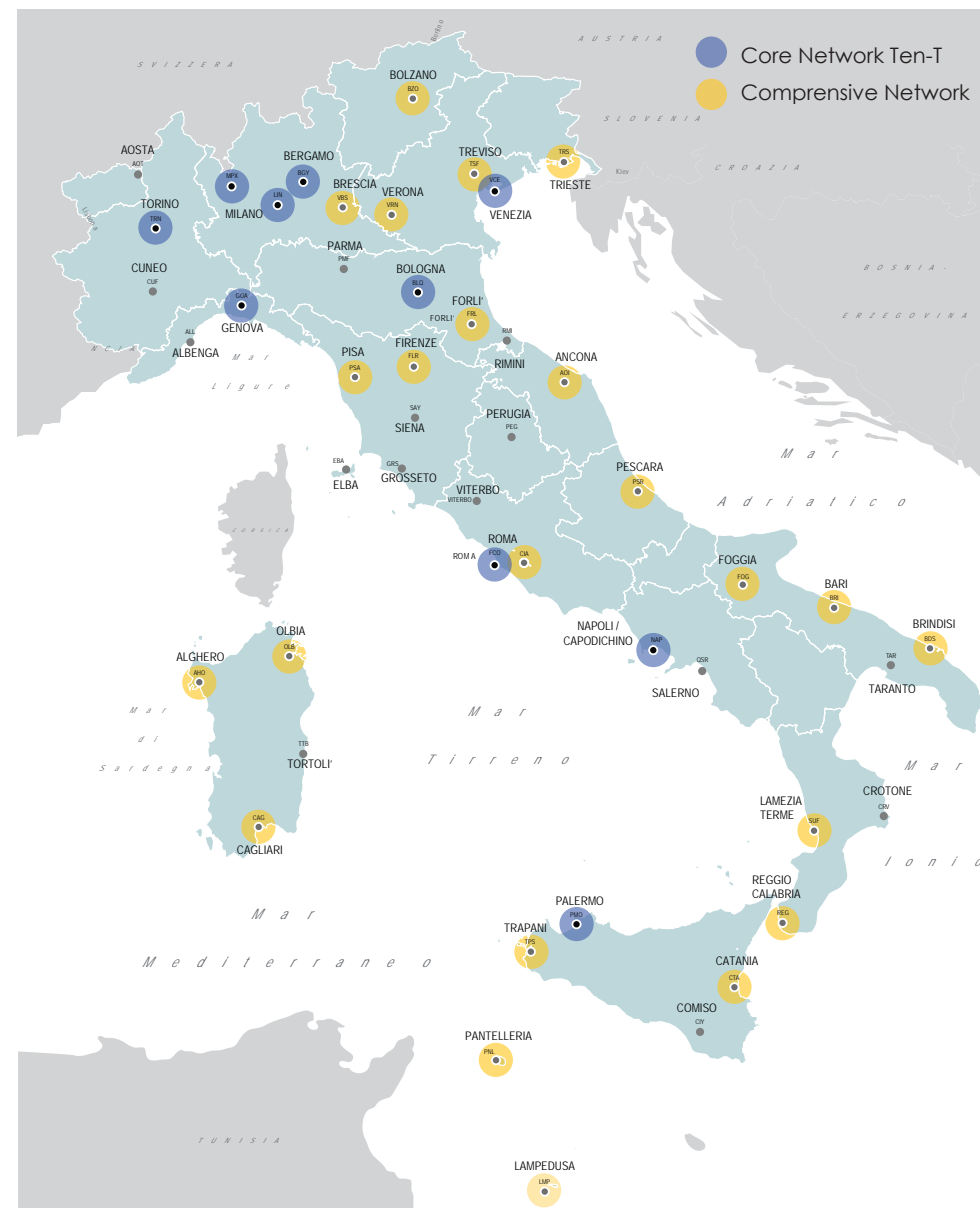 Core Network Ten-T
Comprensive Network
AUSTRIA
SVIZZERA
SLOVENIA
CROAZIA
BOSNIA-
ERZEGOVINA
BOLZANO
BZO
AOSTA
AOT
BERGAMO
BGY
MPX
LIN
MILANO
BRESCIA
VBS
VERONA
VRN
TREVISO
TSF
VCE
VENEZIA
TRS
TRIESTE
TORINO
TRN
PARMA
PMF
CUNEO
CUF
BOLOGNA
BLQ
GOA
GENOVA
FORLI'
FORLI'
FRL
ALL
ALBENGA
Mar
Ligure
RMI
RIMINI
PISA
PSA
FIRENZE
FLR
ANCONA
AOI
SAY
SIENA
PERUGIA
PEG
EBA
ELBA
GRS
GROSSETO
VITERBO
VITERBO
PESCARA
PSR
Mar
Adriatico
CORSICA
ROMA
ROMA
FCO
CIA
FOGGIA
FOG
BARI
BRI
NAPOLI /
CAPODICHINO
NAP
BRINDISI
BDS
QSR
SALERNO
TAR
TARANTO
OLBIA
OLB
ALGHERO
AHO
Mar
di
Sardegna
TTB
TORTOLI'
Mar
Tirreno
Mar
Ionio
CROTONE
CRV
LAMEZIA
TERME
SUF
CAG
CAGLIARI
REGGIO
CALABRIA
REG
PALERMO
PMO
TRAPANI
TPS
Mar
Mediterraneo
CATANIA
CTA
COMISO
CIY
PANTELLERIA
PNL
TUNISIA
LAMPEDUSA
LMP